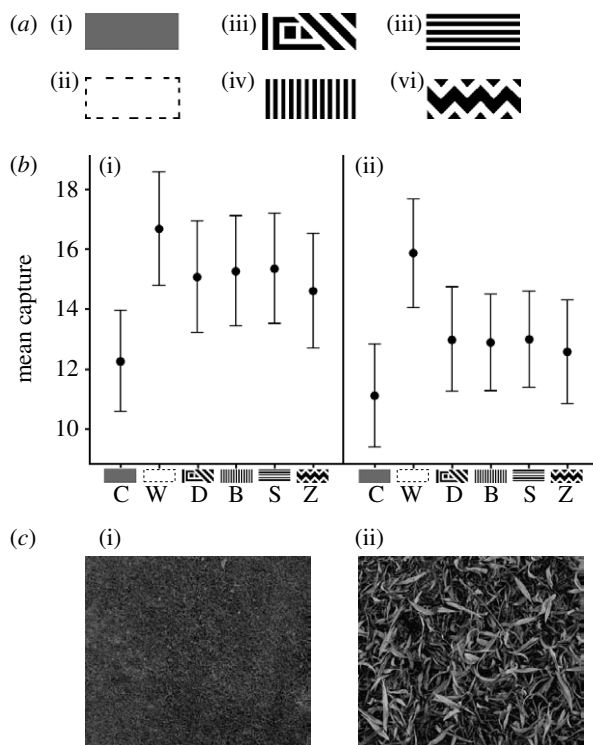 (a) (i) (iii) (iii)
(ii) (iv) (vi)
(b) (i) (ii)
18
16
14
12
10
mean capture
C W D B S Z C W D B S Z
(c) (i) (ii)